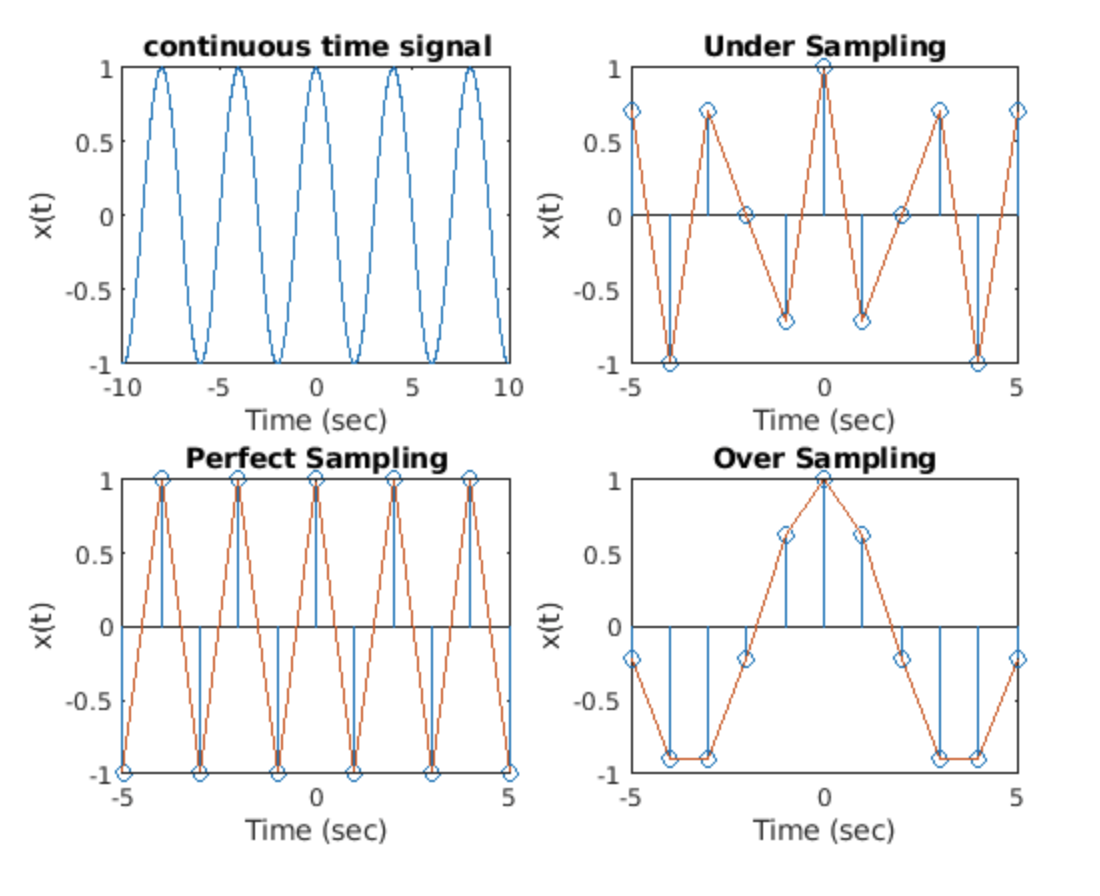 continuous time signal
1
0.5
0
-0.5
-1
-10
-5
0
5
10
x(t)
Time (sec)
Under Sampling
1
0.5
0
-0.5
-1
-5
0
5
x(t)
Time (sec)
Perfect Sampling
1
0.5
0
-0.5
-1
-5
0
5
x(t)
Time (sec)
Over Sampling
1
0.5
0
-0.5
-1
-5
0
5
x(t)
Time (sec)